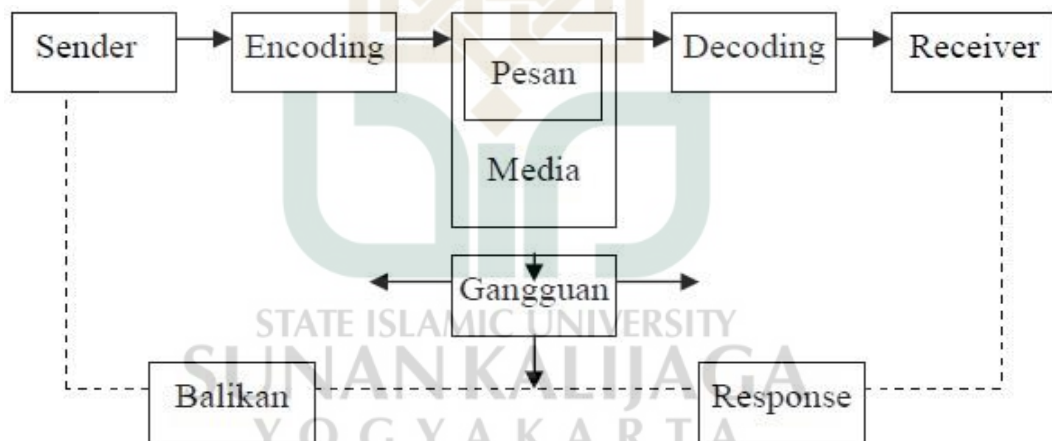 Sender
Encoding
Pesan
Media
Decoding
Receiver
Gangguan
STATE ISLAMIC UNIVERSITY
SUNAN KALIJAGA
Balikan
Response
YOGYAKARTA